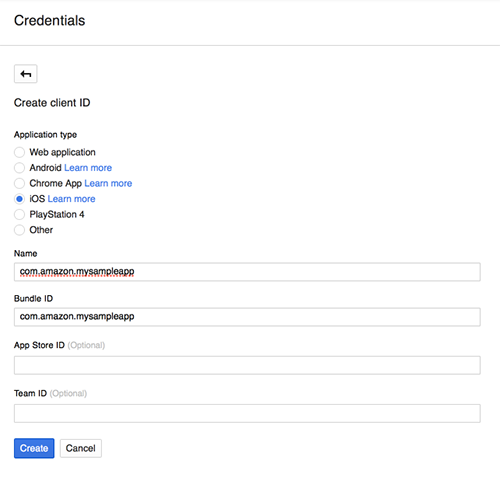 Credentials
Create client ID
Application type
Web application
Android Learn more
Chrome App Learn more
iOS Learn more
PlayStation 4
Other
Name
com.amazon.mysampleapp
Bundle ID
com.amazon.mysampleapp
App Store ID (Optional)
Team ID (Optional)
Create Cancel